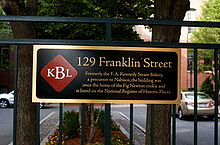 KBL
129 Franklin Street
Formerly the F. A. Kennedy Steam Bakery,
a precursor to Nabisco, the building was
once the home of the Fig Newton cookie and
is listed on the National Register of Historic Places.